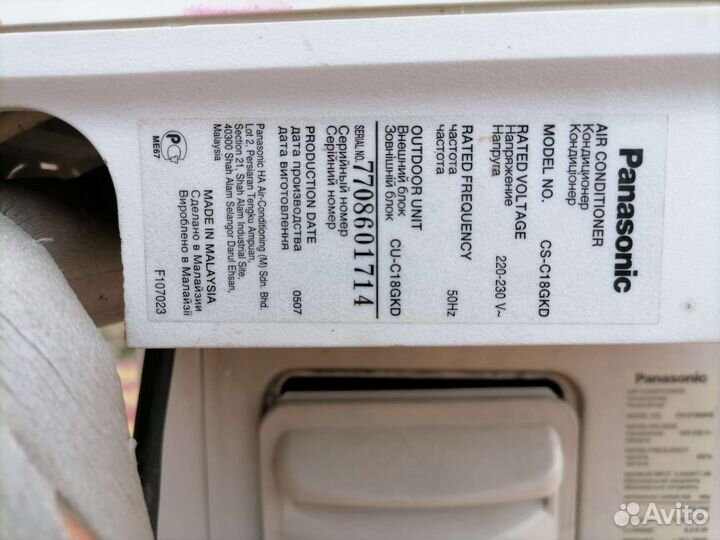 Panasonic
AIR CONDITIONER
Кондиционер
Кондиціонер
MODEL NO. CS-C18GKD
RATED VOLTAGE
Напряжение 220-230 V~
Напруга
RATED FREQUENCY
частота 50Hz
частота
OUTDOOR UNIT
Внешний блок CU-C18GKD
Зовнішній блок
SERIAL NO. 7708601714
Серийный номер
Серійний номер
PRODUCTION DATE
дата производства 0507
дата виготовлення
Panasonic HA Air-Conditioning (M) Sdn. Bhd.
Lot 2, Persiaran Tengku Ampuan,
Section 21, Shah Alam Industrial Site,
40300 Shah Alam Selangor Darul Ehsan,
Malaysia
MADE IN MALAYSIA
Сделано в Малайзии
Вироблено в Малайзії
F107023
ME67
Panasonic
Avito